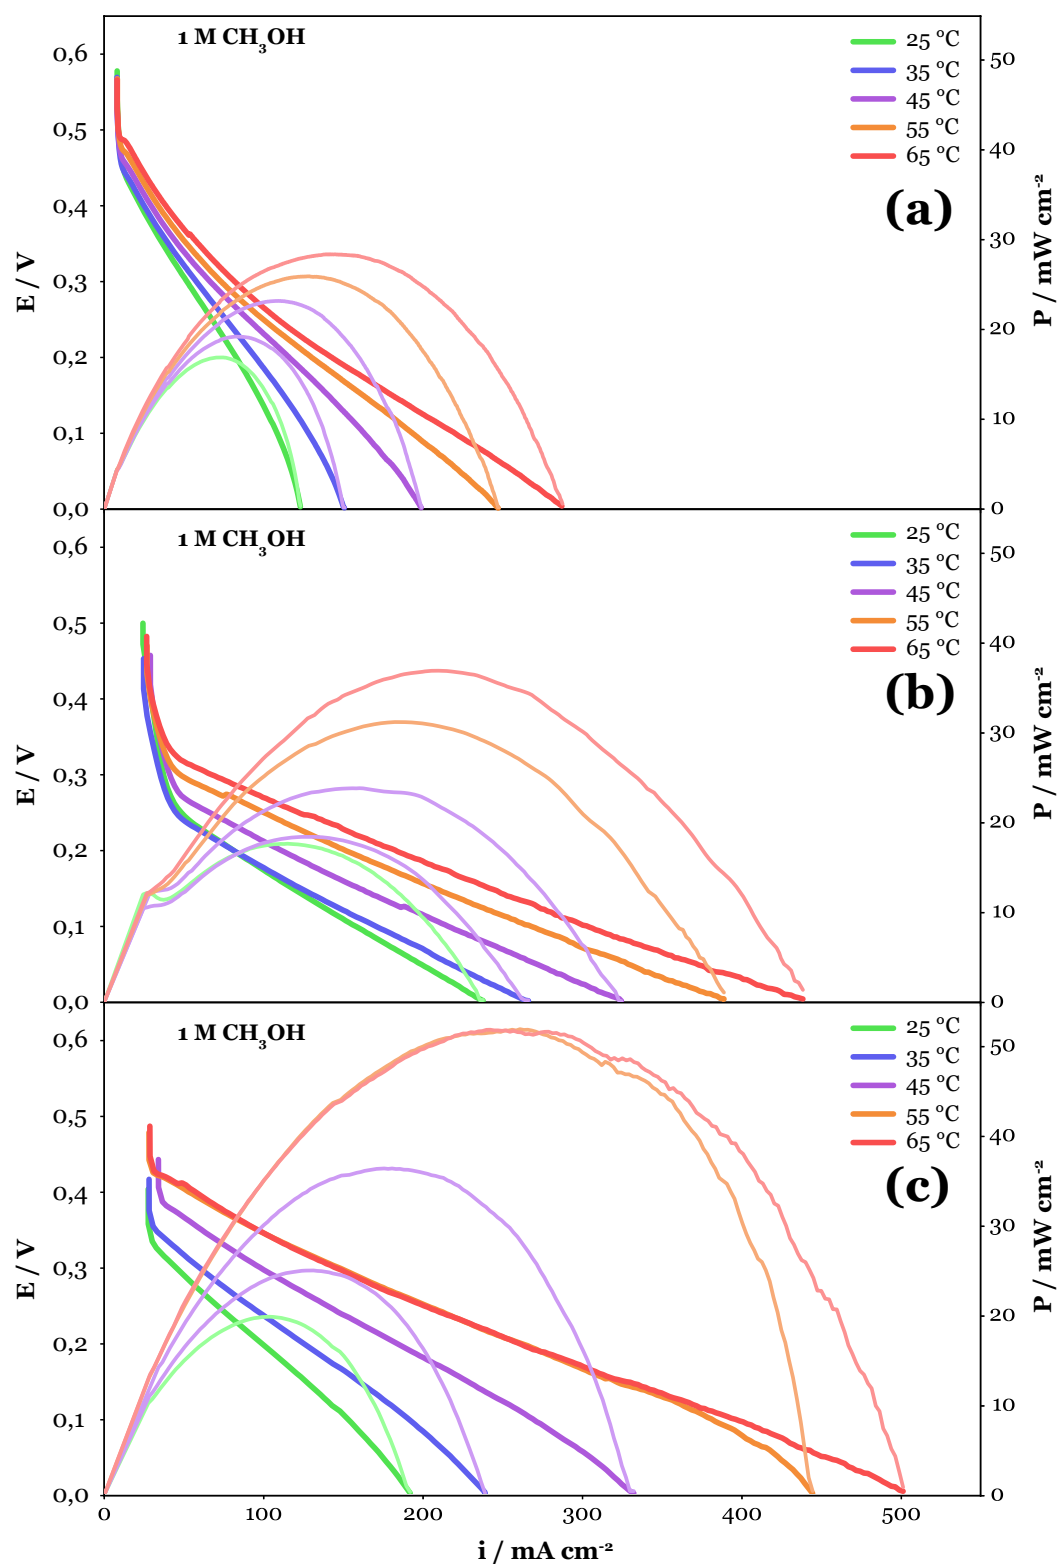 1 M CH₃OH
25 °C
35 °C
45 °C
55 °C
65 °C
(a)
0,6
0,5
0,4
0,3
0,2
0,1
0,0
E / V
50
40
30
20
10
0
P / mW cm⁻²
1 M CH₃OH
25 °C
35 °C
45 °C
55 °C
65 °C
(b)
0,6
0,5
0,4
0,3
0,2
0,1
0,0
E / V
50
40
30
20
10
0
P / mW cm⁻²
1 M CH₃OH
25 °C
35 °C
45 °C
55 °C
65 °C
(c)
0,6
0,5
0,4
0,3
0,2
0,1
0,0
E / V
50
40
30
20
10
0
P / mW cm⁻²
0 100 200 300 400 500
i / mA cm⁻²